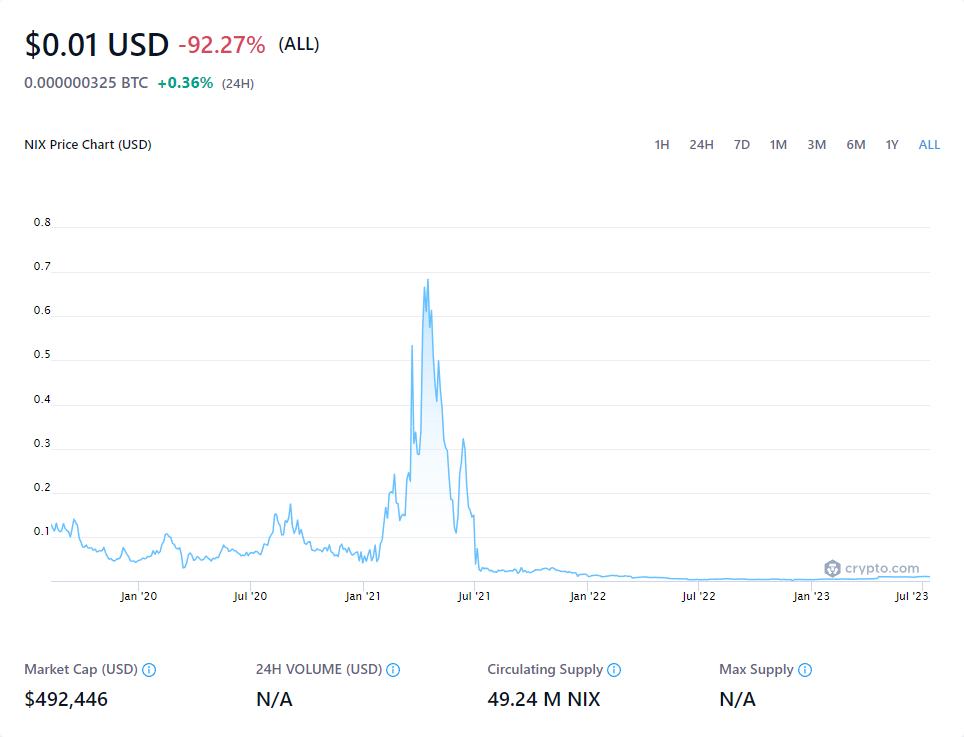 $0.01 USD -92.27% (ALL)
0.000000325 BTC +0.36% (24H)
NIX Price Chart (USD) 1H 24H 7D 1M 3M 6M 1Y ALL
0.8
0.7
0.6
0.5
0.4
0.3
0.2
0.1
crypto.com
Jan '20 Jul '20 Jan '21 Jul '21 Jan '22 Jul '22 Jan '23 Jul '23
Market Cap (USD) 24H VOLUME (USD) Circulating Supply Max Supply
$492,446 N/A 49.24 M NIX N/A